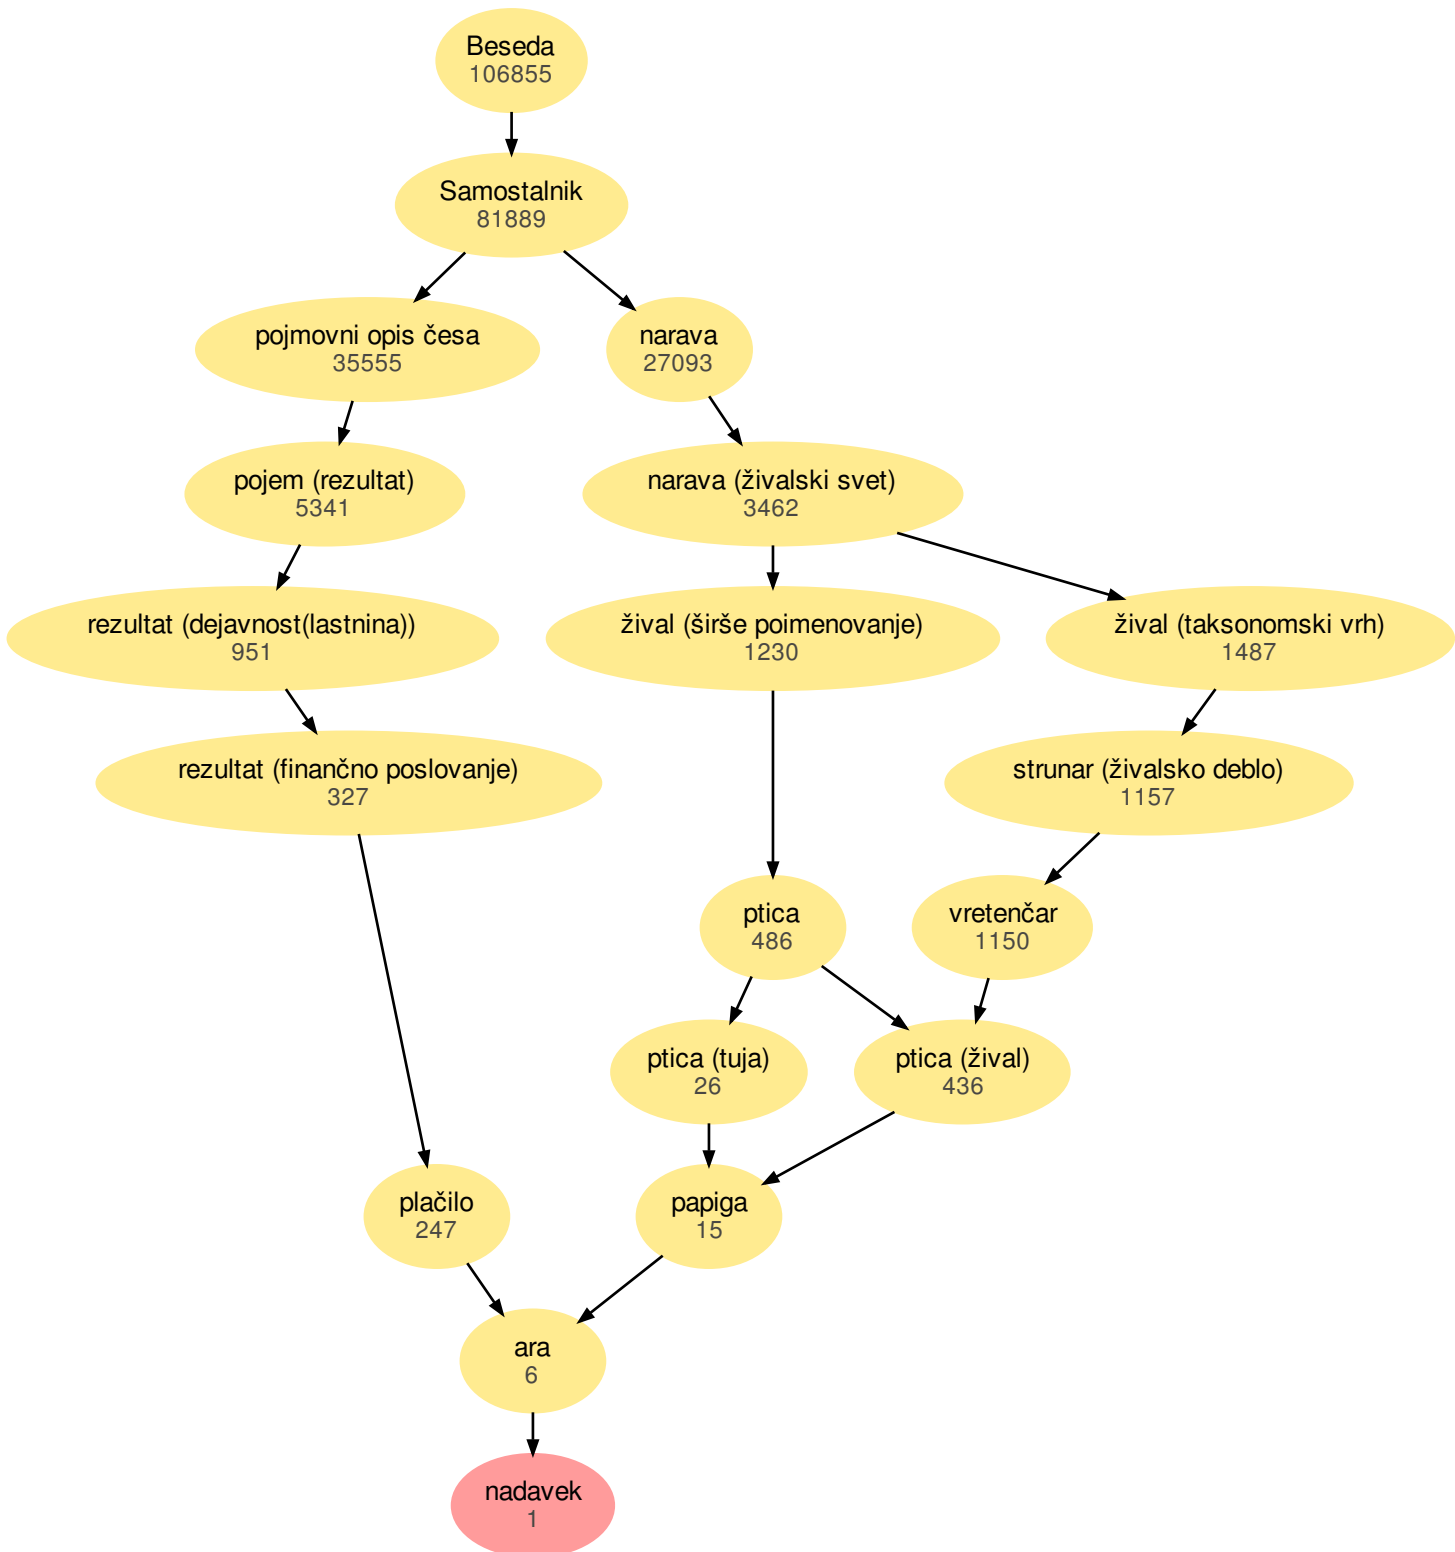 Beseda
106855
Samostalnik
81889
pojmovni opis česa
35555
narava
27093
pojem (rezultat)
5341
narava (živalski svet)
3462
rezultat (dejavnost(lastnina))
951
žival (širše poimenovanje)
1230
žival (taksonomski vrh)
1487
rezultat (finančno poslovanje)
327
strunar (živalsko deblo)
1157
ptica
486
vretenčar
1150
ptica (tuja)
26
ptica (žival)
436
plačilo
247
papiga
15
ara
6
nadavek
1